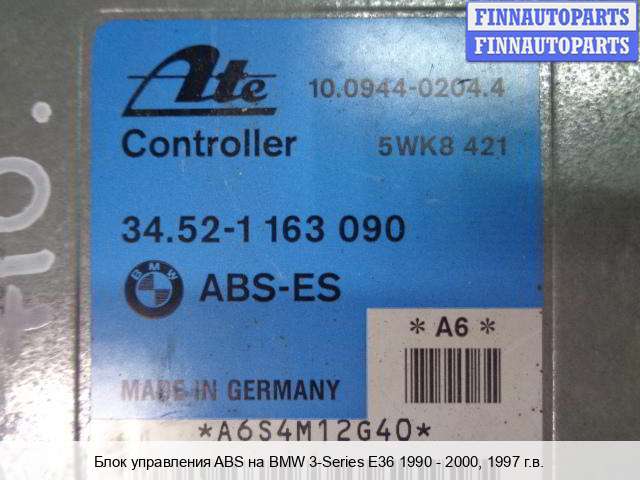 FINNAUTOPARTS
FINNAUTOPARTS
Ate
10.0944-0204.4
Controller
5WK8 421
34.52-1 163 090
BMW
ABS-ES
*A6*
MADE IN GERMANY
*A6S4M12G40*
Блок управления ABS на BMW 3-Series E36 1990 - 2000, 1997 г.в.